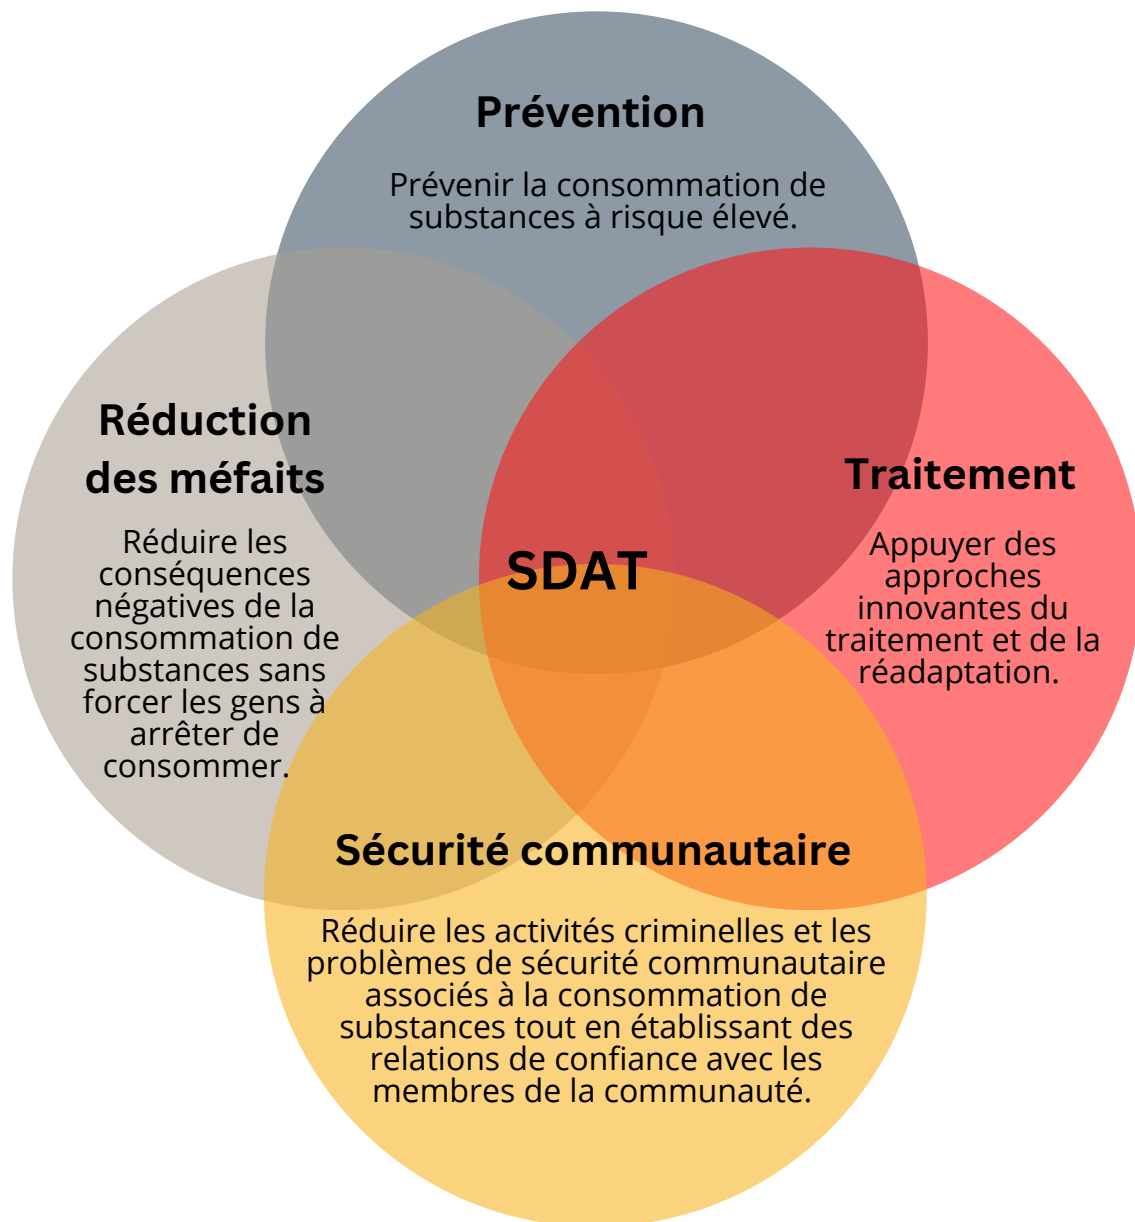 Prévention
Prévenir la consommation de
substances à risque élevé.
Réduction
des méfaits
Réduire les
conséquences
négatives de la
consommation de
substances sans
forcer les gens à
arrêter de
consommer.
SDAT
Traitement
Appuyer des
approches
innovantes du
traitement et de la
réadaptation.
Sécurité communautaire
Réduire les activités criminelles et les
problèmes de sécurité communautaire
associés à la consommation de
substances tout en établissant des
relations de confiance avec les
membres de la communauté.